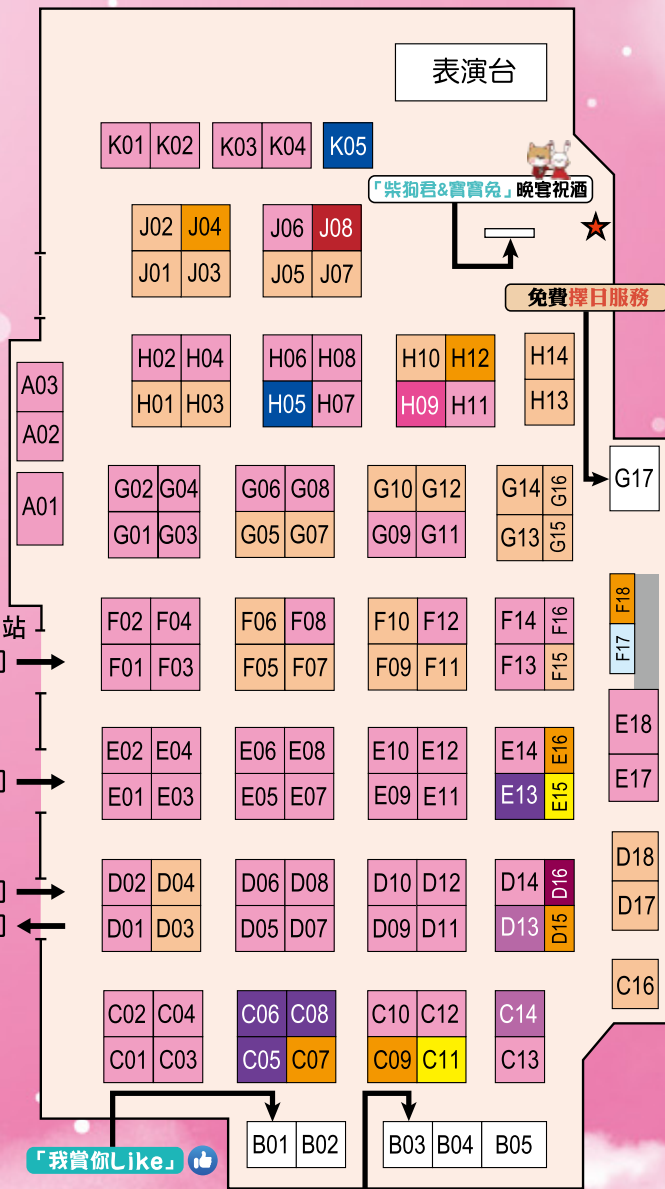 表演台
K01 K02 K03 K04 K05
「柴狗君&寶寶兔」晚宴祝酒
J02 J04 J06 J08
J01 J03 J05 J07
免費擇日服務
H02 H04 H06 H08 H10 H12 H14
H01 H03 H05 H07 H09 H11 H13
A03
A02
A01
G02 G04 G06 G08 G10 G12 G14 G16 G17
G01 G03 G05 G07 G09 G11 G13 G15
站
F02 F04 F06 F08 F10 F12 F14 F16 F18
F01 F03 F05 F07 F09 F11 F13 F15 F17
E02 E04 E06 E08 E10 E12 E14 E16 E18
E01 E03 E05 E07 E09 E11 E13 E15 E17
D02 D04 D06 D08 D10 D12 D14 D16 D18
D01 D03 D05 D07 D09 D11 D13 D15 D17
C16
C02 C04 C06 C08 C10 C12 C14
C01 C03 C05 C07 C09 C11 C13
B01 B02 B03 B04 B05
「我賞你Like」